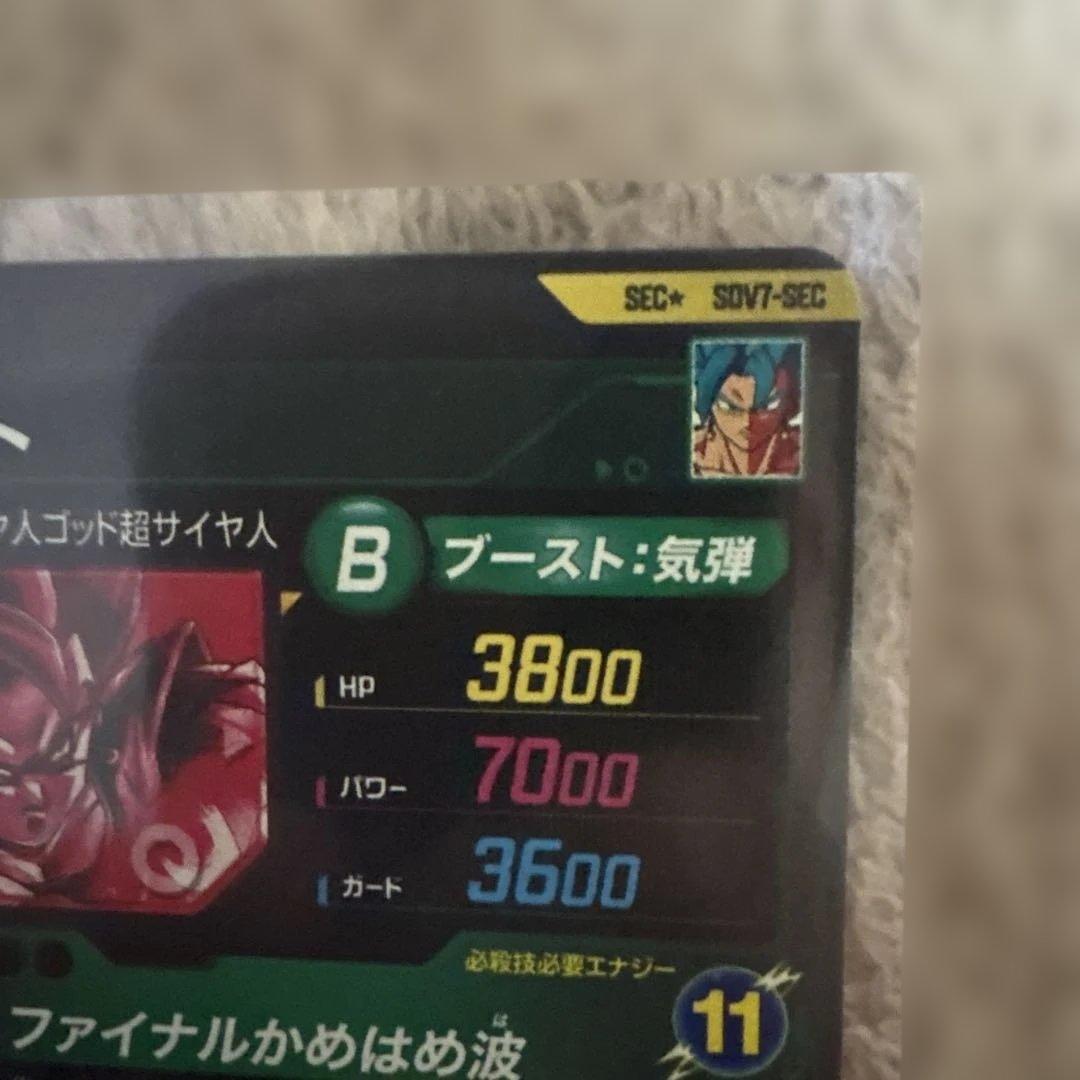 SEC★ SDV7-SEC
ト
人ゴッド超サイヤ人
B ブースト:気弾
HP 3800
パワー 7000
ガード 3600
必殺技必要エナジー
11
は
ファイナルかめはめ波